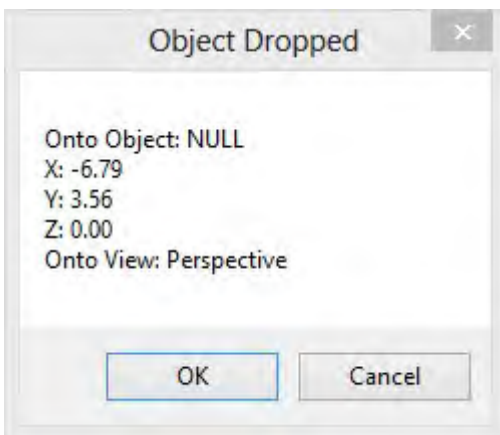 Object Dropped
Onto Object: NULL
X: -6.79
Y: 3.56
Z: 0.00
Onto View: Perspective
OK
Cancel